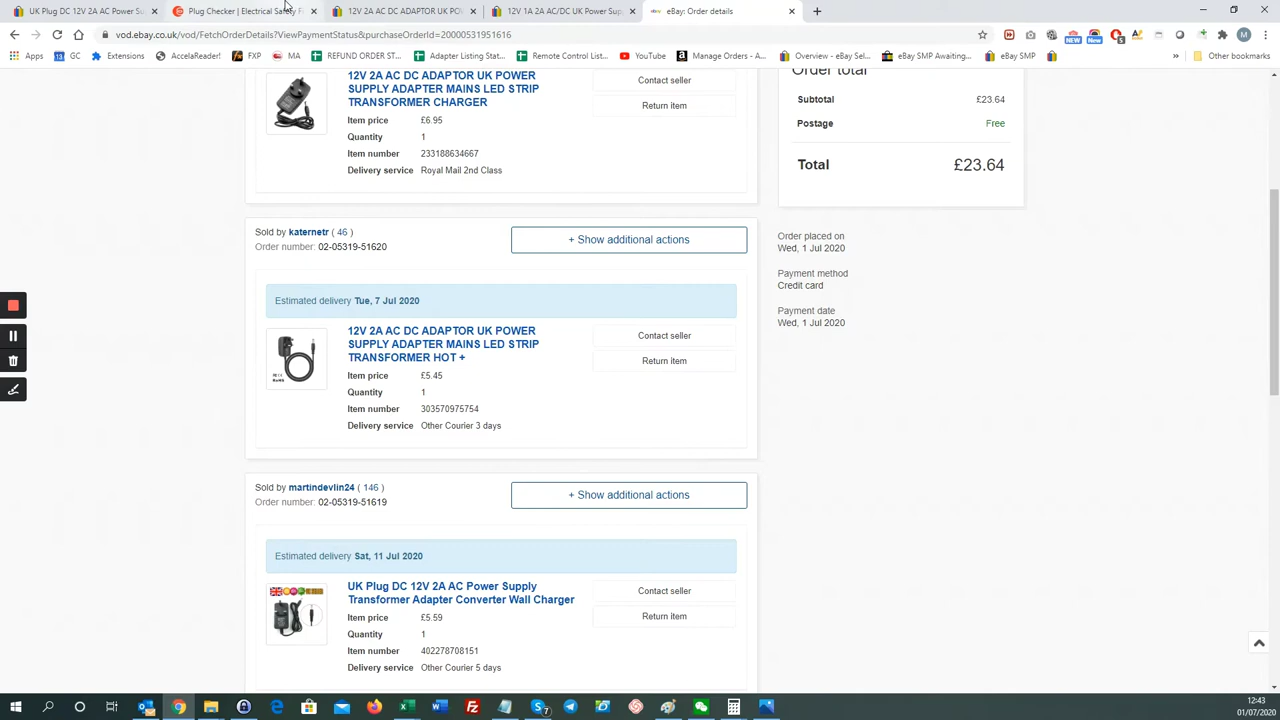 UK Plug DC 12V 2A AC Power Su
Plug Checker | Electrical Safety Fi
12V 2A AC DC ADAPTOR UK PO
12V 1A 12V 2A AC/DC UK Power Sup
eBay: Order details
vod.ebay.co.uk/vod/FetchOrderDetails?ViewPaymentStatus&purchaseOrderId=20000531951616
Apps
GC
Extensions
AccelaReader!
FXP
MA
REFUND ORDER ST...
Adapter Listing Stat...
Remote Control List...
YouTube
Manage Orders - A...
Overview - eBay Sel...
eBay SMP Awaiting...
eBay SMP
»
Other bookmarks
12V 2A AC DC ADAPTOR UK POWER
SUPPLY ADAPTER MAINS LED STRIP
TRANSFORMER CHARGER
Contact seller
Return item
Item price £6.95
Quantity 1
Item number 233188634667
Delivery service Royal Mail 2nd Class
Order total
Subtotal £23.64
Postage Free
Total £23.64
Order placed on
Wed, 1 Jul 2020
Payment method
Credit card
Payment date
Wed, 1 Jul 2020
Sold by katernetr ( 46 )
Order number: 02-05319-51620
+ Show additional actions
Estimated delivery Tue, 7 Jul 2020
12V 2A AC DC ADAPTOR UK POWER
SUPPLY ADAPTER MAINS LED STRIP
TRANSFORMER HOT +
Contact seller
Return item
Item price £5.45
Quantity 1
Item number 303570975754
Delivery service Other Courier 3 days
Sold by martindevlin24 ( 146 )
Order number: 02-05319-51619
+ Show additional actions
Estimated delivery Sat, 11 Jul 2020
UK Plug DC 12V 2A AC Power Supply
Transformer Adapter Converter Wall Charger
Contact seller
Return item
Item price £5.59
Quantity 1
Item number 402278708151
Delivery service Other Courier 5 days
12:43
01/07/2020